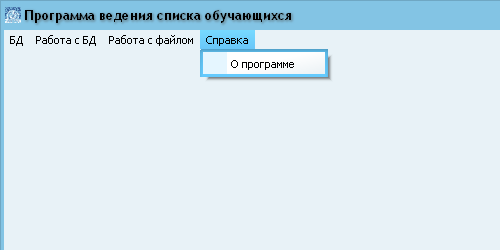 Программа ведения списка обучающихся
БД Работа с БД Работа с файлом Справка
О программе